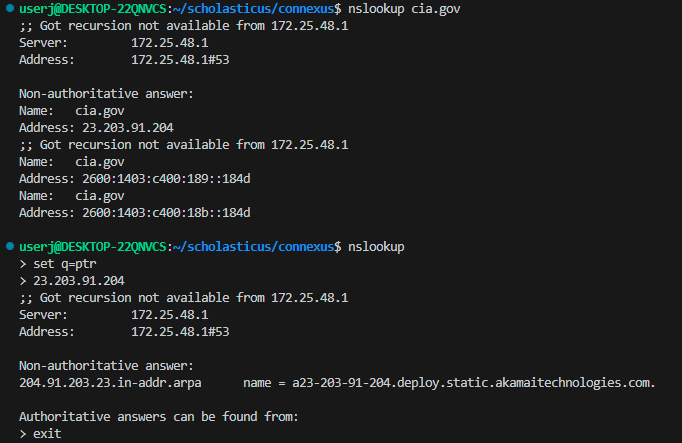 userj@DESKTOP-22QNVCS:~/scholasticus/connexus$ nslookup cia.gov
;; Got recursion not available from 172.25.48.1
Server:         172.25.48.1
Address:        172.25.48.1#53

Non-authoritative answer:
Name:   cia.gov
Address: 23.203.91.204
;; Got recursion not available from 172.25.48.1
Name:   cia.gov
Address: 2600:1403:c400:189::184d
Name:   cia.gov
Address: 2600:1403:c400:18b::184d

userj@DESKTOP-22QNVCS:~/scholasticus/connexus$ nslookup
> set q=ptr
> 23.203.91.204
;; Got recursion not available from 172.25.48.1
Server:         172.25.48.1
Address:        172.25.48.1#53

Non-authoritative answer:
204.91.203.23.in-addr.arpa      name = a23-203-91-204.deploy.static.akamaitechnologies.com.

Authoritative answers can be found from:
> exit